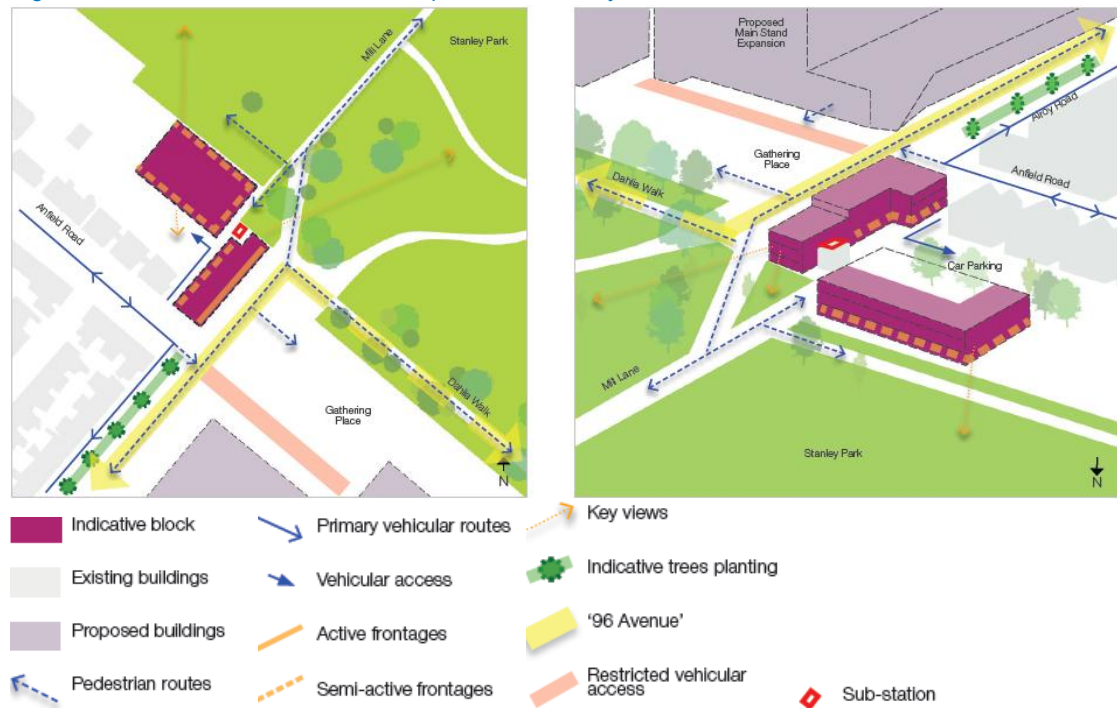 Mill Lane
Stanley Park
Anfield Road
Dahlia Walk
Gathering
Place
N
Proposed
Main Stand
Expansion
Alroy Road
Gathering
Place
Anfield Road
Dahlia Walk
Car Parking
Mill Lane
Stanley Park
N
Indicative block
Existing buildings
Proposed buildings
Pedestrian routes
Primary vehicular routes
Vehicular access
Active frontages
Semi-active frontages
Key views
Indicative trees planting
'96 Avenue'
Restricted vehicular
access
Sub-station